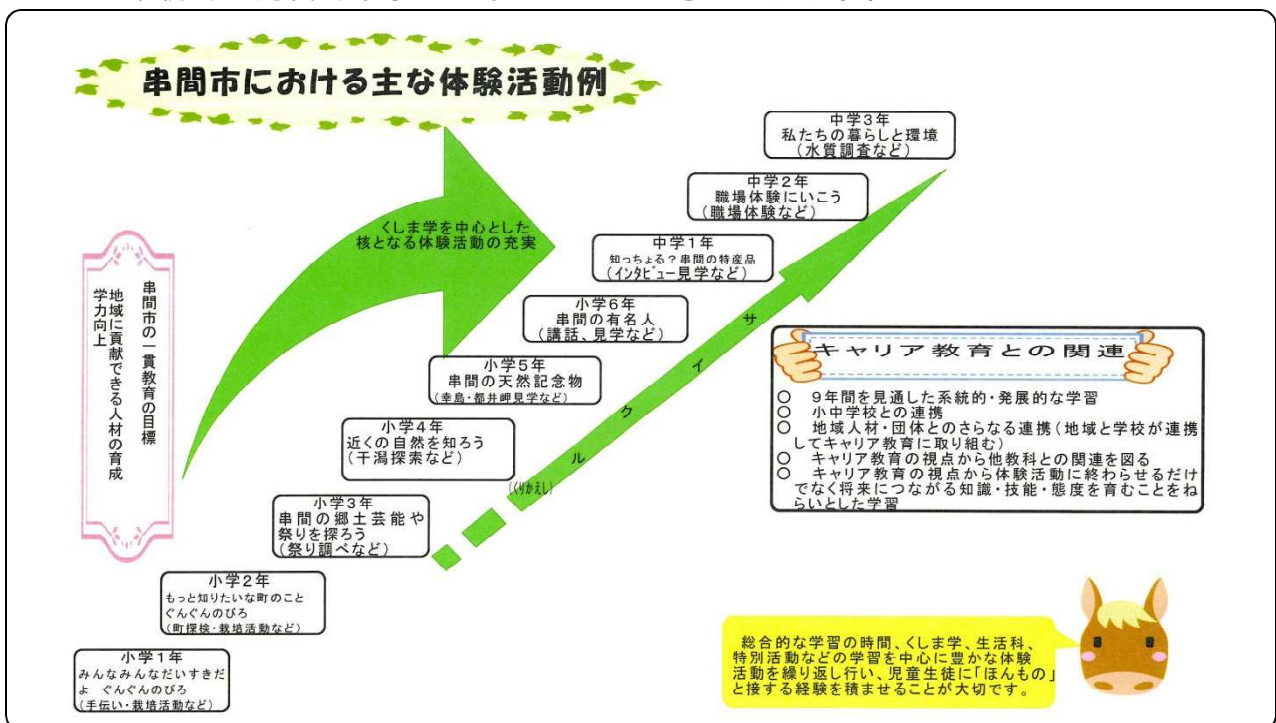 串間市における主な体験活動例
くしま学を中心とした
核となる体験活動の充実
串間市の一貫教育の目標
地域に貢献できる人材の育成
学力向上
中学3年
私たちの暮らしと環境
(水質調査など)
中学2年
職場体験にいこう
(職場体験など)
中学1年
知っちょる?串間の特産品
(インタビュー見学など)
小学6年
串間の有名人
(講話、見学など)
小学5年
串間の天然記念物
(幸島・都井岬見学など)
小学4年
近くの自然を知ろう
(干潟探索など)
小学3年
串間の郷土芸能や
祭りを探ろう
(祭り調べなど)
小学2年
もっと知りたいな町のこと
ぐんぐんのびろ
(町探検・栽培活動など)
小学1年
みんなみんなだいすきだ
よ ぐんぐんのびろ
(手伝い・栽培活動など)
サイクル
(くりかえし)
キャリア教育との関連
○ 9年間を見通した系統的・発展的な学習
○ 小中学校との連携
○ 地域人材・団体とのさらなる連携(地域と学校が連携
してキャリア教育に取り組む)
○ キャリア教育の視点から他教科との関連を図る
○ キャリア教育の視点から体験活動に終わらせるだけ
でなく将来につながる知識・技能・態度を育むことをね
らいとした学習
総合的な学習の時間、くしま学、生活科、
特別活動などの学習を中心に豊かな体験
活動を繰り返し行い、児童生徒に「ほんもの」
と接する経験を積ませることが大切です。